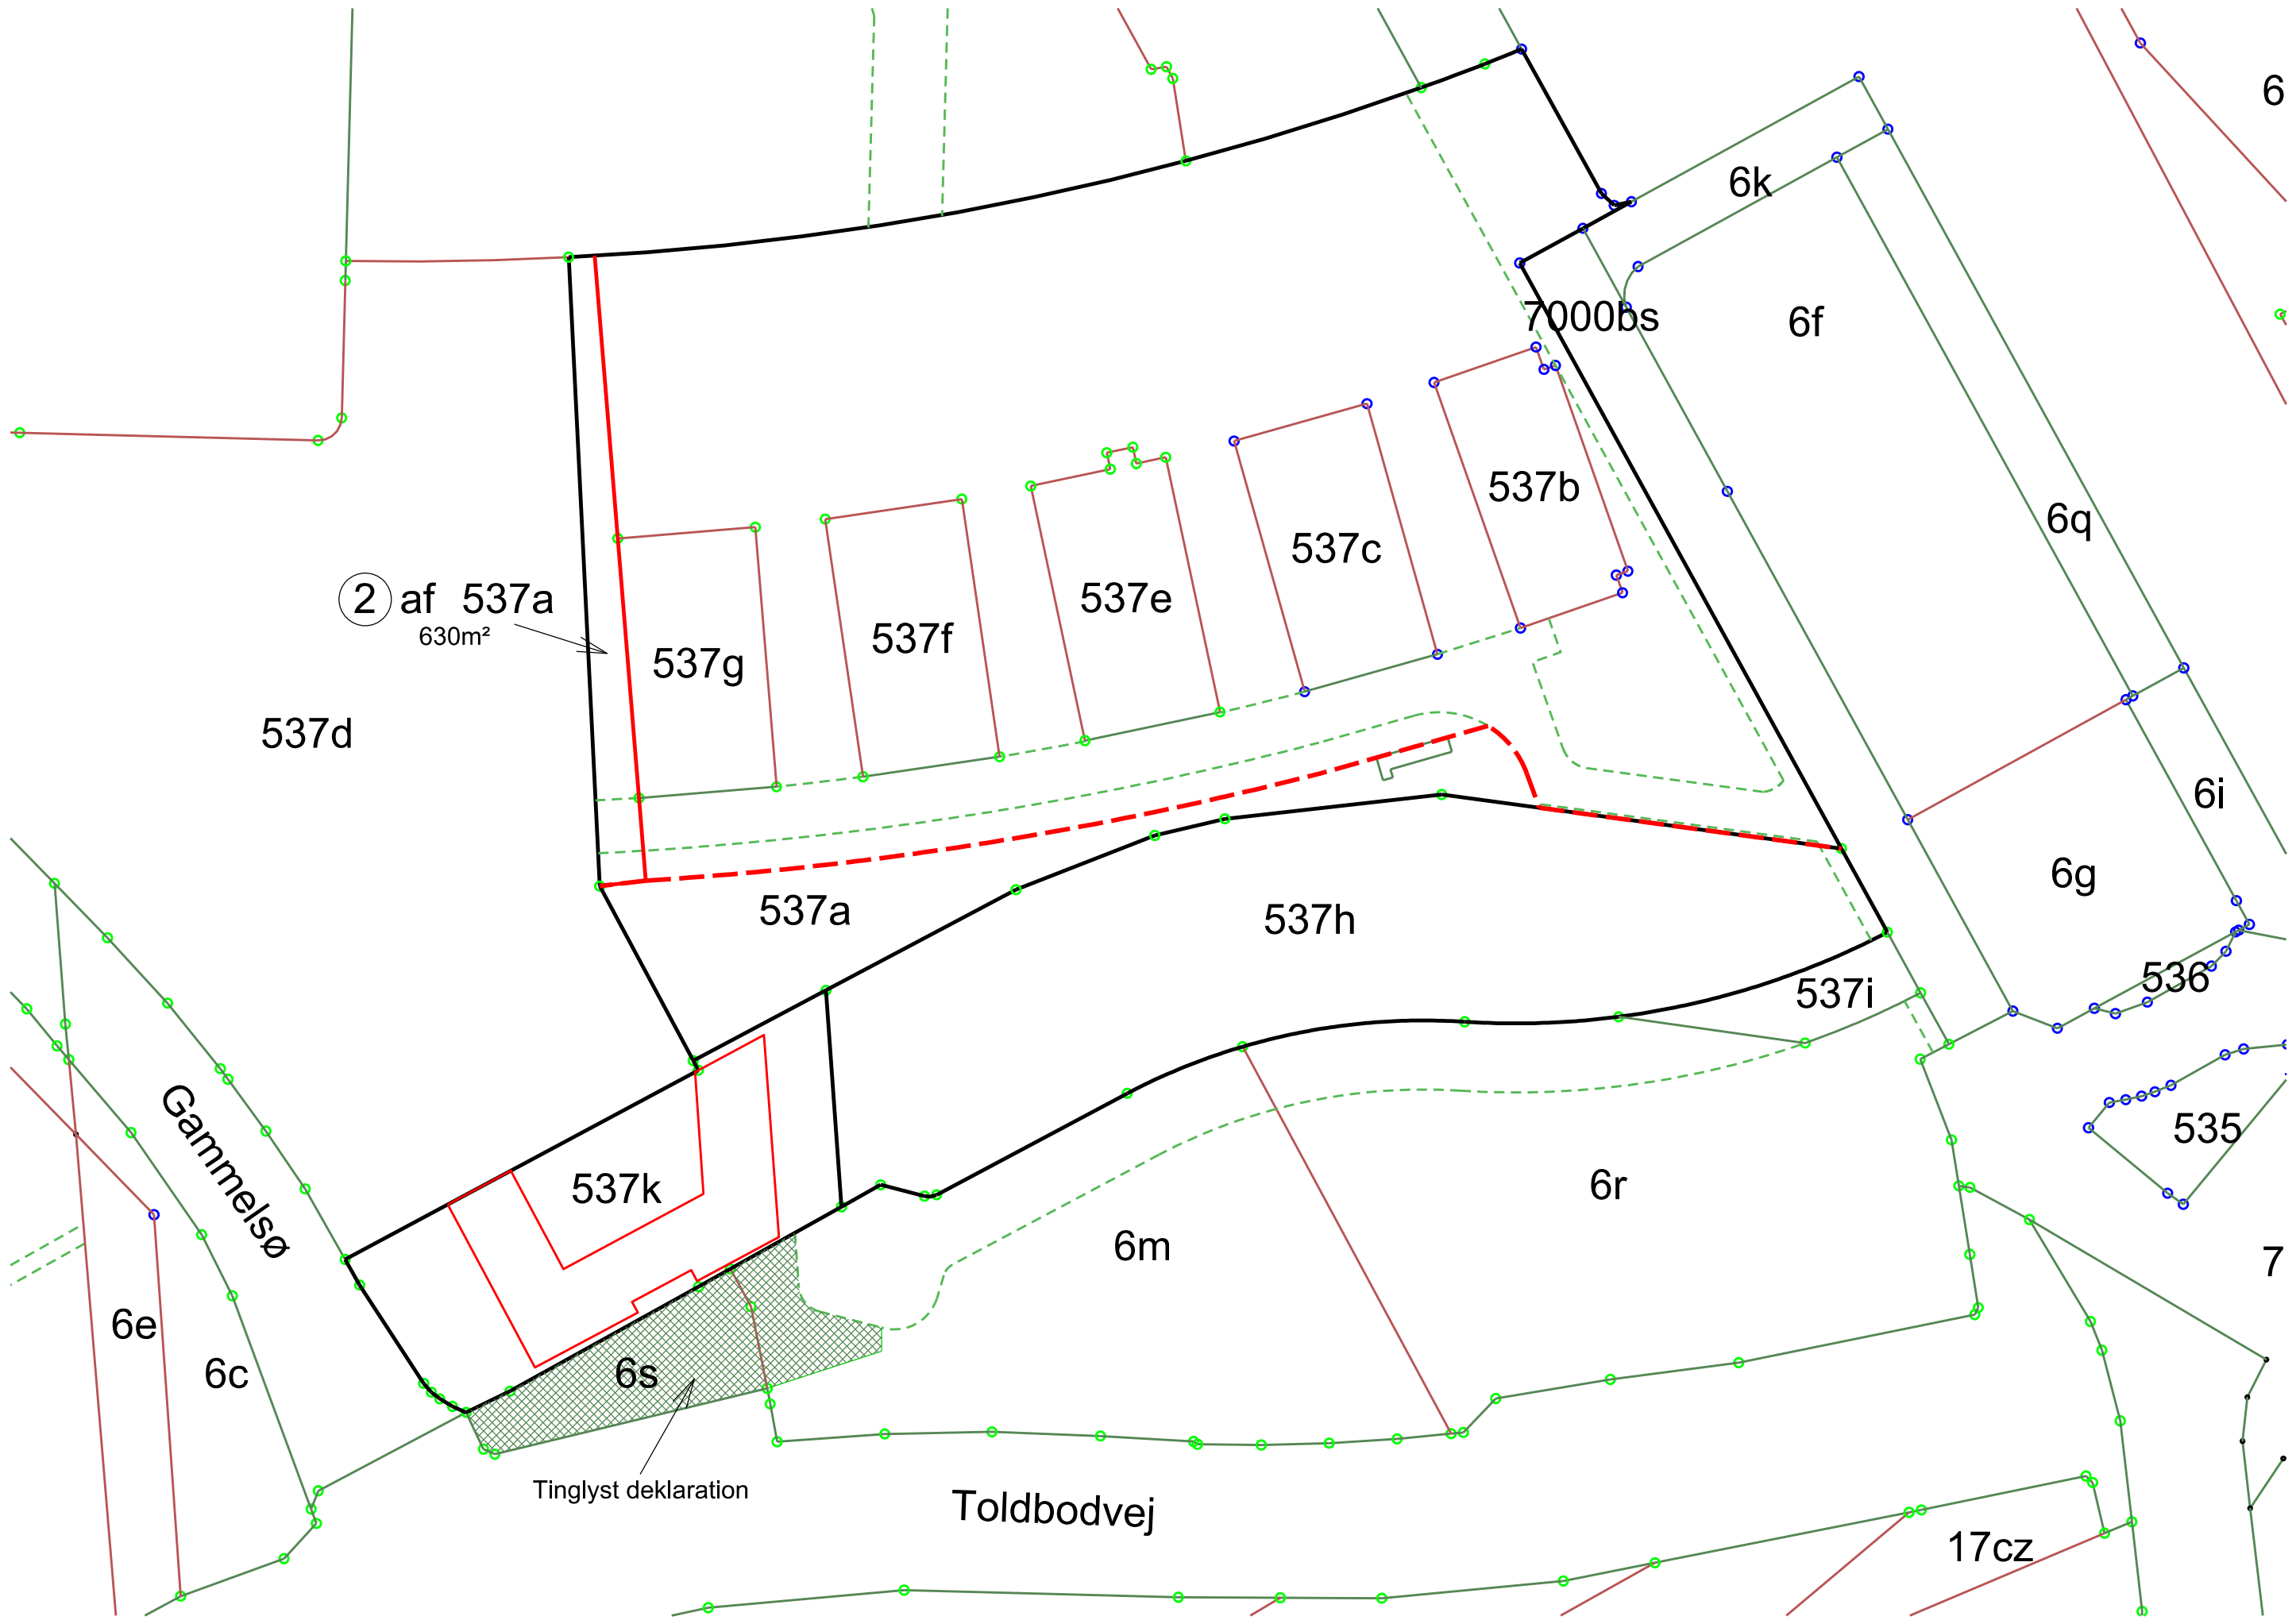 6
6k
7000bs
6f
537b
6q
537c
2 af 537a
630m²
537e
537f
537g
537d
6i
6g
537a
537h
536
537i
Gammelsø
535
537k
6r
6m
7
6e
6c
6s
Tinglyst deklaration
Toldbodvej
17cz